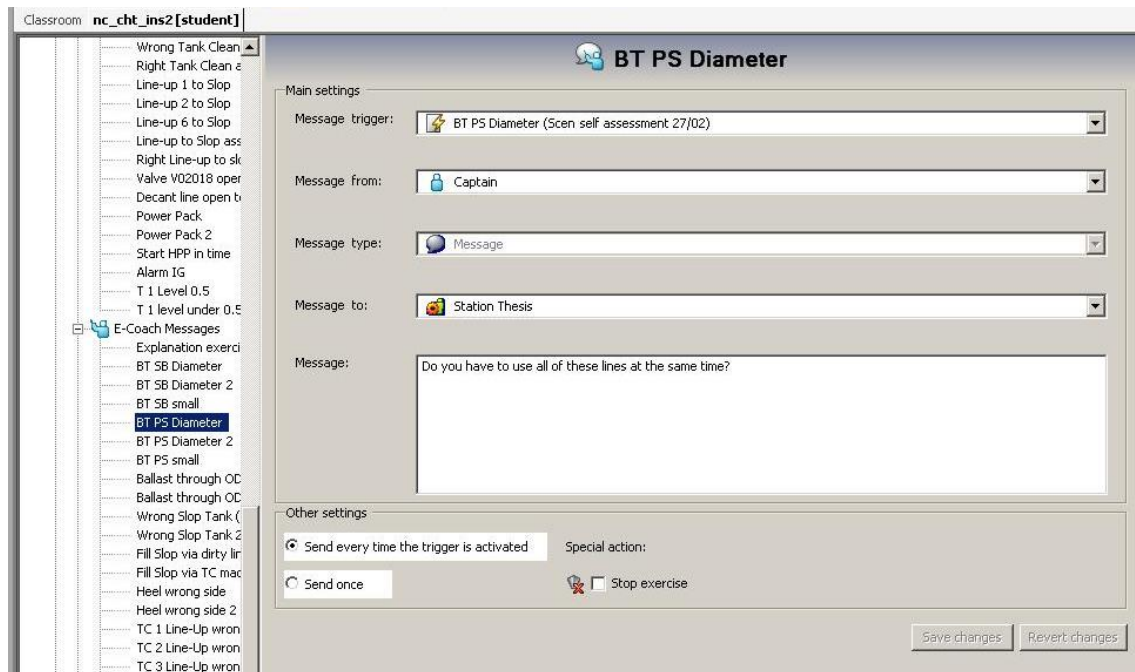 Classroom nc_cht_ins2 [student]
Wrong Tank Clean
Right Tank Clean a
Line-up 1 to Slop
Line-up 2 to Slop
Line-up 6 to Slop
Line-up to Slop ass
Right Line-up to slo
Valve V02018 oper
Decant line open t
Power Pack
Power Pack 2
Start HPP in time
Alarm IG
T 1 Level 0.5
T 1 level under 0.5
E-Coach Messages
Explanation exerci
BT SB Diameter
BT SB Diameter 2
BT SB small
BT PS Diameter
BT PS Diameter 2
BT PS small
Ballast through OD
Ballast through OD
Wrong Slop Tank (
Wrong Slop Tank 2
Fill Slop via dirty lir
Fill Slop via TC mac
Heel wrong side
Heel wrong side 2
TC 1 Line-Up wron
TC 2 Line-Up wron
TC 3 Line-Up wron
BT PS Diameter
Main settings
Message trigger: BT PS Diameter (Scen self assessment 27/02)
Message from: Captain
Message type: Message
Message to: Station Thesis
Message: Do you have to use all of these lines at the same time?
Other settings
Send every time the trigger is activated Special action:
Send once Stop exercise
Save changes Revert changes